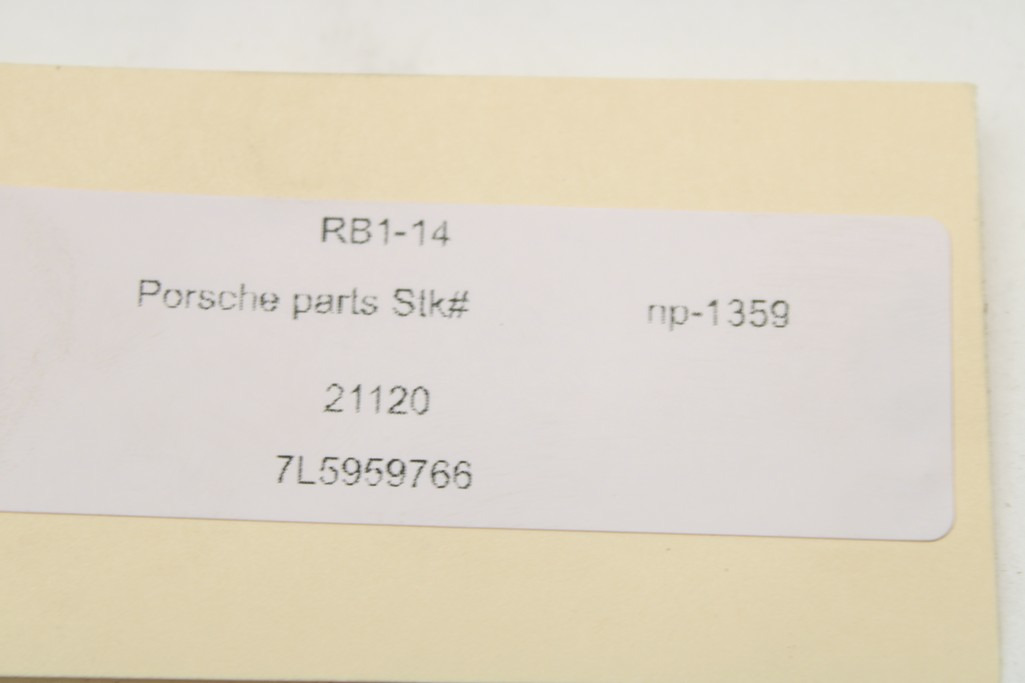 RB1-14
Porsche parts Stk# np-1359
21120
7L5959766